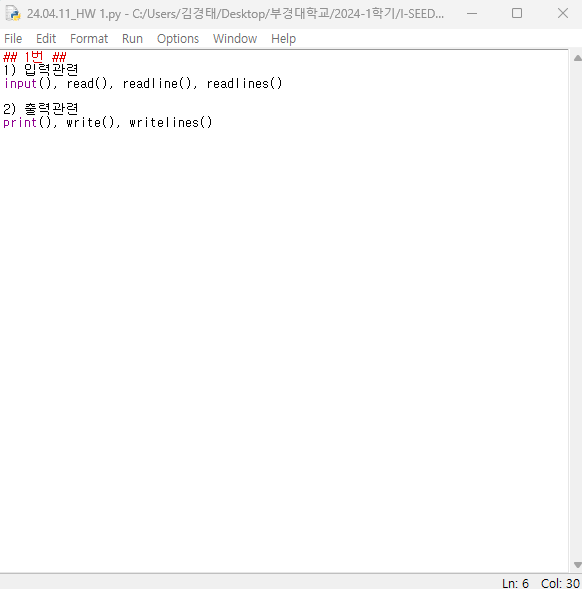 24.04.11_HW 1.py - C:/Users/김경태/Desktop/부경대학교/2024-1학기/I-SEED...
File Edit Format Run Options Window Help
## 1번 ##
1) 입력관련
input(), read(), readline(), readlines()
2) 출력관련
print(), write(), writelines()
Ln: 6 Col: 30